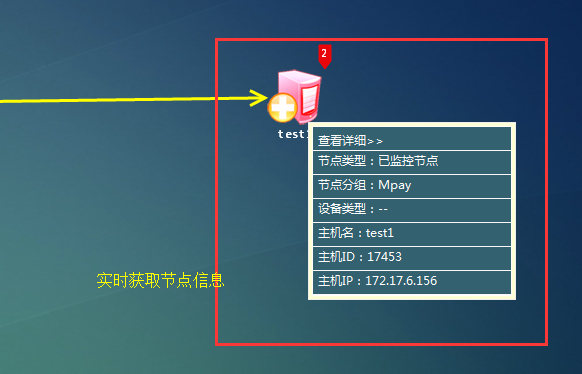 2
test1
查看详细>>
节点类型：已监控节点
节点分组：Mpay
设备类型：--
主机名：test1
主机ID：17453
主机IP：172.17.6.156
实时获取节点信息